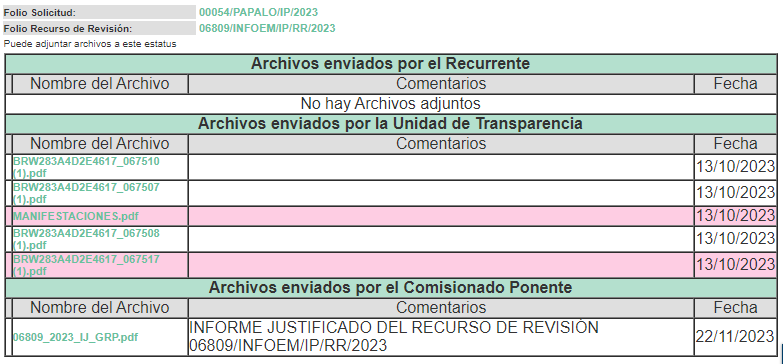 Folio Solicitud: 00054/PAPALO/IP/2023
Folio Recurso de Revisión: 06809/INFOEM/IP/RR/2023
Puede adjuntar archivos a este estatus
Archivos enviados por el Recurrente
Nombre del Archivo Comentarios Fecha
No hay Archivos adjuntos
Archivos enviados por la Unidad de Transparencia
Nombre del Archivo Comentarios Fecha
BRW283A4D2E4617_067510
(1).pdf 13/10/2023
BRW283A4D2E4617_067507
(1).pdf 13/10/2023
MANIFESTACIONES.pdf 13/10/2023
BRW283A4D2E4617_067508
(1).pdf 13/10/2023
BRW283A4D2E4617_067517
(1).pdf 13/10/2023
Archivos enviados por el Comisionado Ponente
Nombre del Archivo Comentarios Fecha
06809_2023_IJ_GRP.pdf INFORME JUSTIFICADO DEL RECURSO DE REVISIÓN
06809/INFOEM/IP/RR/2023 22/11/2023